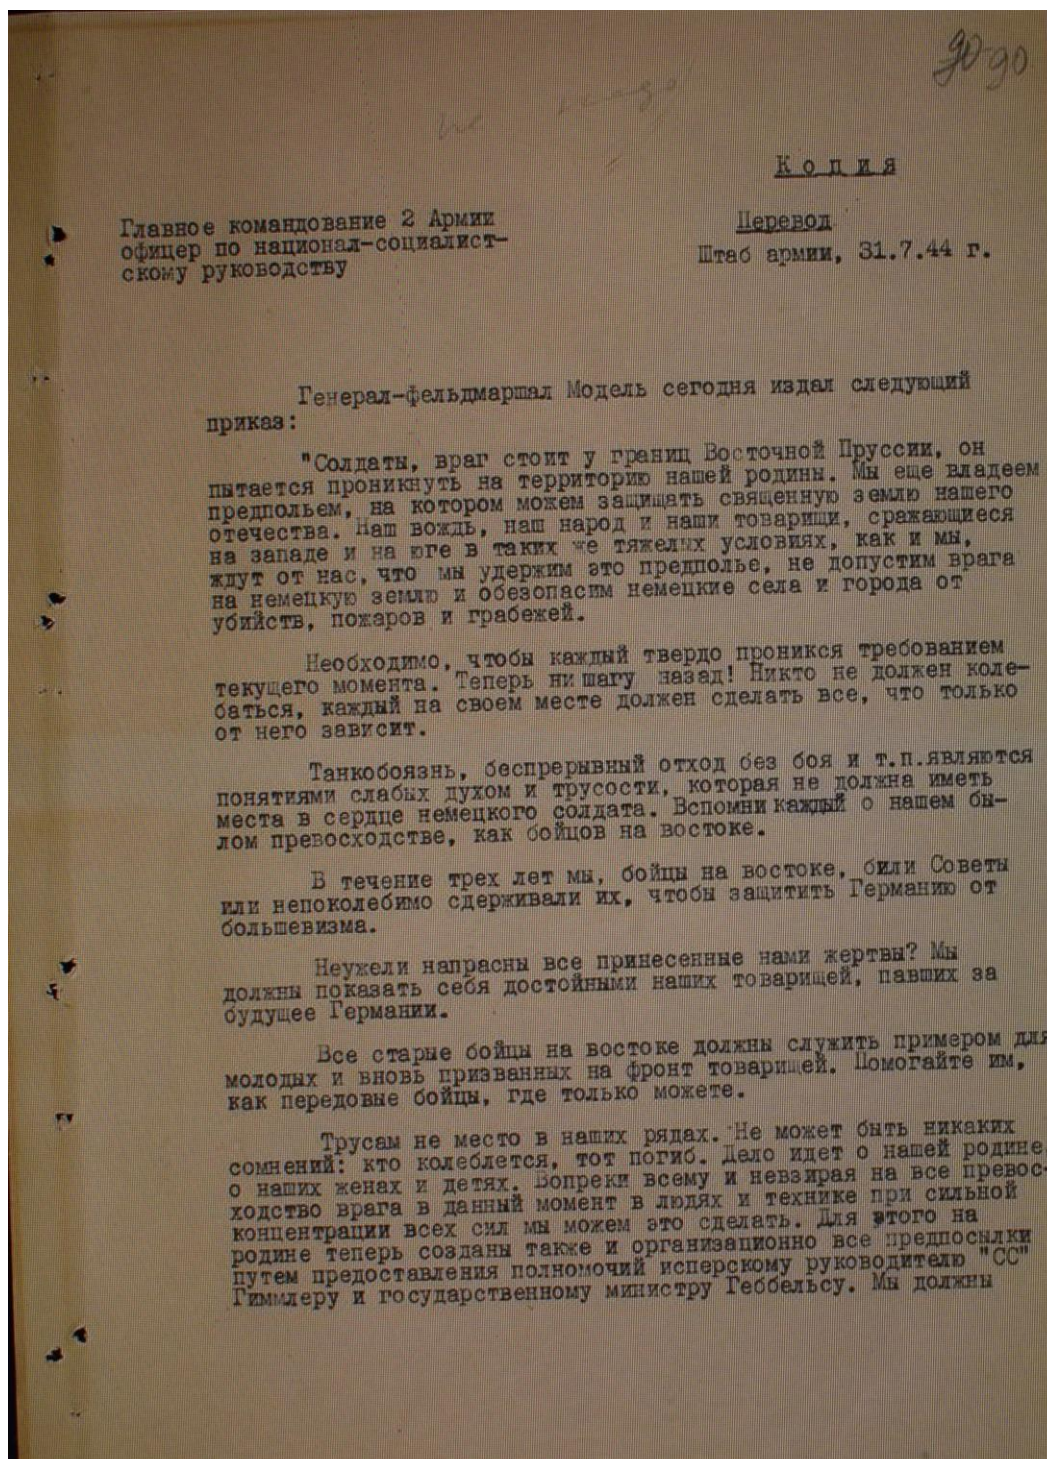 90 90
не надо
Копия
Главное командование 2 Армии
офицер по национал-социалист-
скому руководству
Перевод
Штаб армии, 31.7.44 г.
Генерал-фельдмаршал Модель сегодня издал следующий
приказ:
"Солдаты, враг стоит у границ Восточной Пруссии, он
пытается проникнуть на территорию нашей родины. Мы еще владеем
предпольем, на котором можем защищать священную землю нашего
отечества. Наш вождь, наш народ и наши товарищи, сражающиеся
на западе и на юге в таких же тяжелых условиях, как и мы,
ждут от нас, что мы удержим это предполье, не допустим врага
на немецкую землю и обезопасим немецкие села и города от
убийств, пожаров и грабежей.
Необходимо, чтобы каждый твердо проникся требованием
текущего момента. Теперь ни шагу назад! Никто не должен коле-
баться, каждый на своем месте должен сделать все, что только
от него зависит.
Танкобоязнь, беспрерывный отход без боя и т.п.являются
понятиями слабых духом и трусости, которая не должна иметь
места в сердце немецкого солдата. Вспомни каждый о нашем бы-
лом превосходстве, как бойцов на востоке.
В течение трех лет мы, бойцы на востоке, били Советы
или непоколебимо сдерживали их, чтобы защитить Германию от
большевизма.
Неужели напрасны все принесенные нами жертвы? Мы
должны показать себя достойными наших товарищей, павших за
будущее Германии.
Все старые бойцы на востоке должны служить примером для
молодых и вновь призванных на фронт товарищей. Помогайте им,
как передовые бойцы, где только можете.
Трусам не место в наших рядах. Не может быть никаких
сомнений: кто колеблется, тот погиб. Дело идет о нашей родине,
о наших женах и детях. Вопреки всему и невзирая на все превос-
ходство врага в данный момент в людях и технике при сильной
концентрации всех сил мы можем это сделать. Для этого на
родине теперь созданы также и организационно все предпосылки
путем предоставления полномочий исперскому руководителю "СС"
Гиммлеру и государственному министру Геббельсу. Мы должны